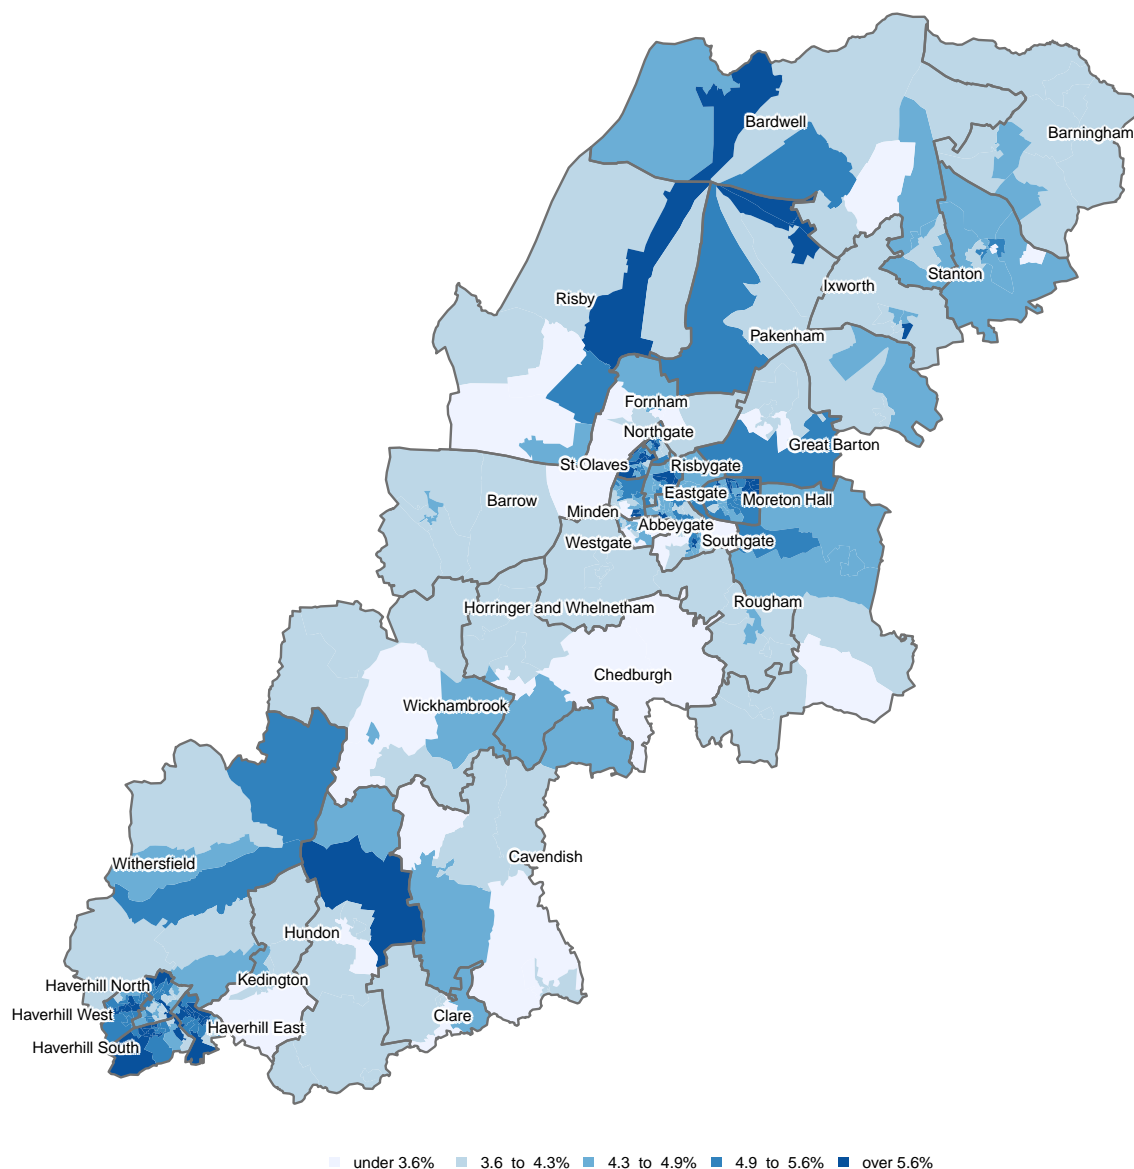 Bardwell
Barningham
Stanton
Ixworth
Risby
Pakenham
Fornham
Northgate
Great Barton
St Olaves
Risbygate
Eastgate
Moreton Hall
Barrow
Minden
Abbeygate
Westgate
Southgate
Horringer and Whelnetham
Rougham
Chedburgh
Wickhambrook
Cavendish
Withersfield
Hundon
Kedington
Haverhill North
Haverhill West
Clare
Haverhill East
Haverhill South
under 3.6% 3.6 to 4.3% 4.3 to 4.9% 4.9 to 5.6% over 5.6%